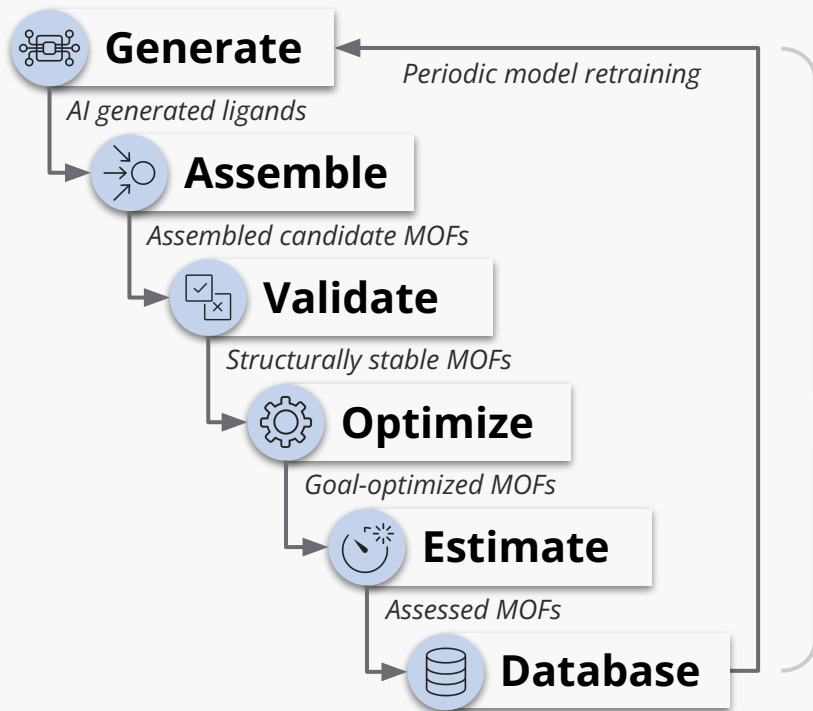 Generate
Periodic model retraining
AI generated ligands
Assemble
Assembled candidate MOFs
Validate
Structurally stable MOFs
Optimize
Goal-optimized MOFs
Estimate
Assessed MOFs
Database